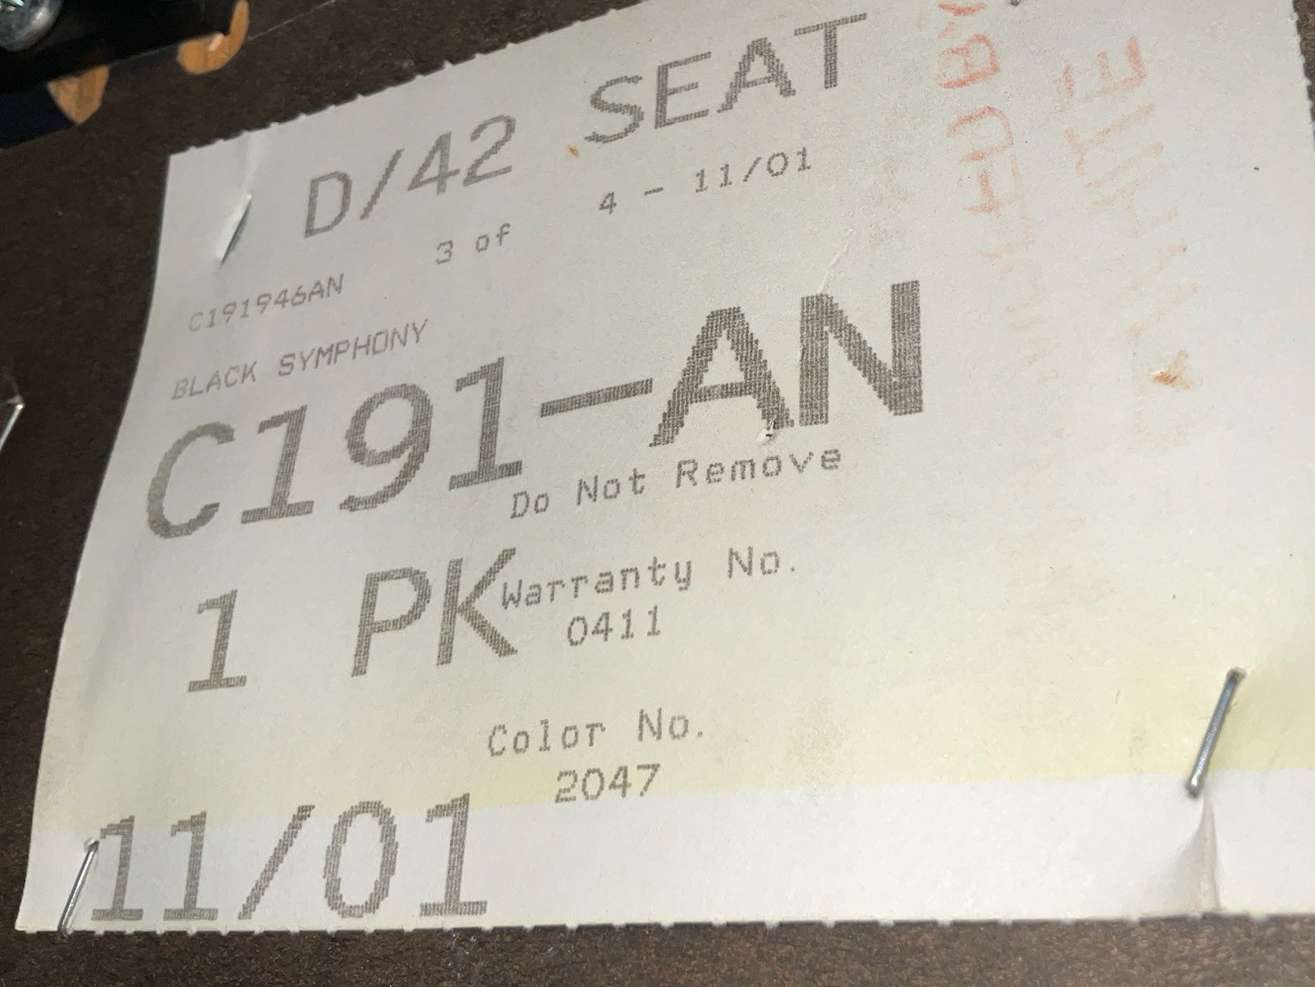 D/42 SEAT
3 of 4 - 11/01
C191946AN
BLACK SYMPHONY
C191-AN
Do Not Remove
1 PK
Warranty No.
0411
Color No.
2047
11/01